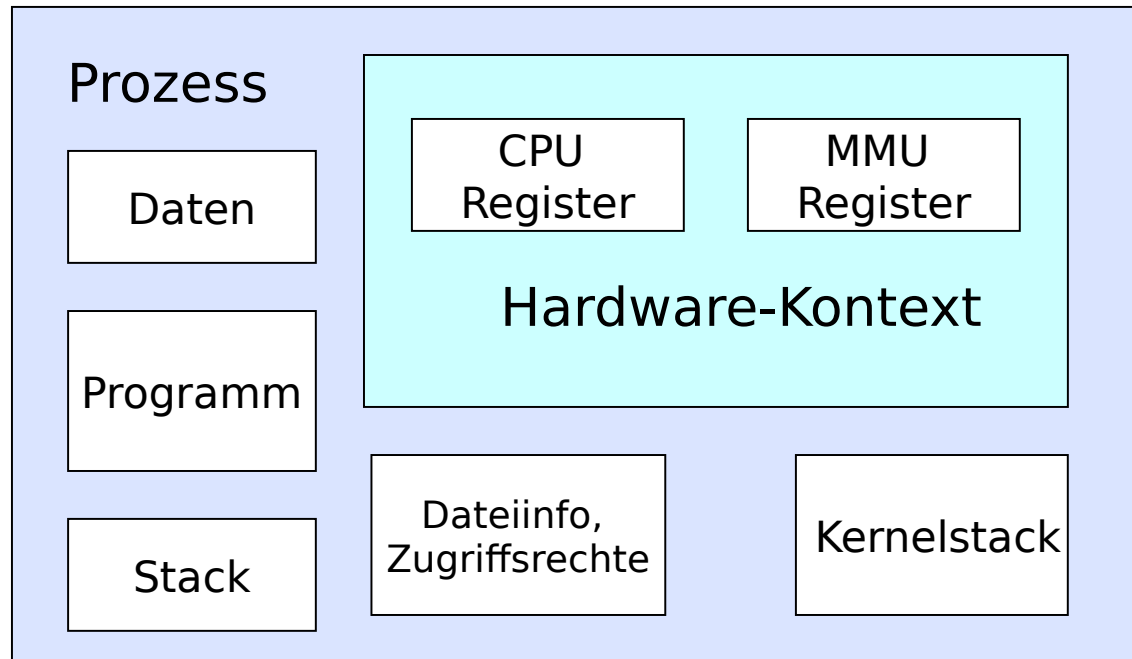 Prozess
Daten
Programm
Stack
CPU
Register
MMU
Register
Hardware-Kontext
Dateiinfo,
Zugriffsrechte
Kernelstack